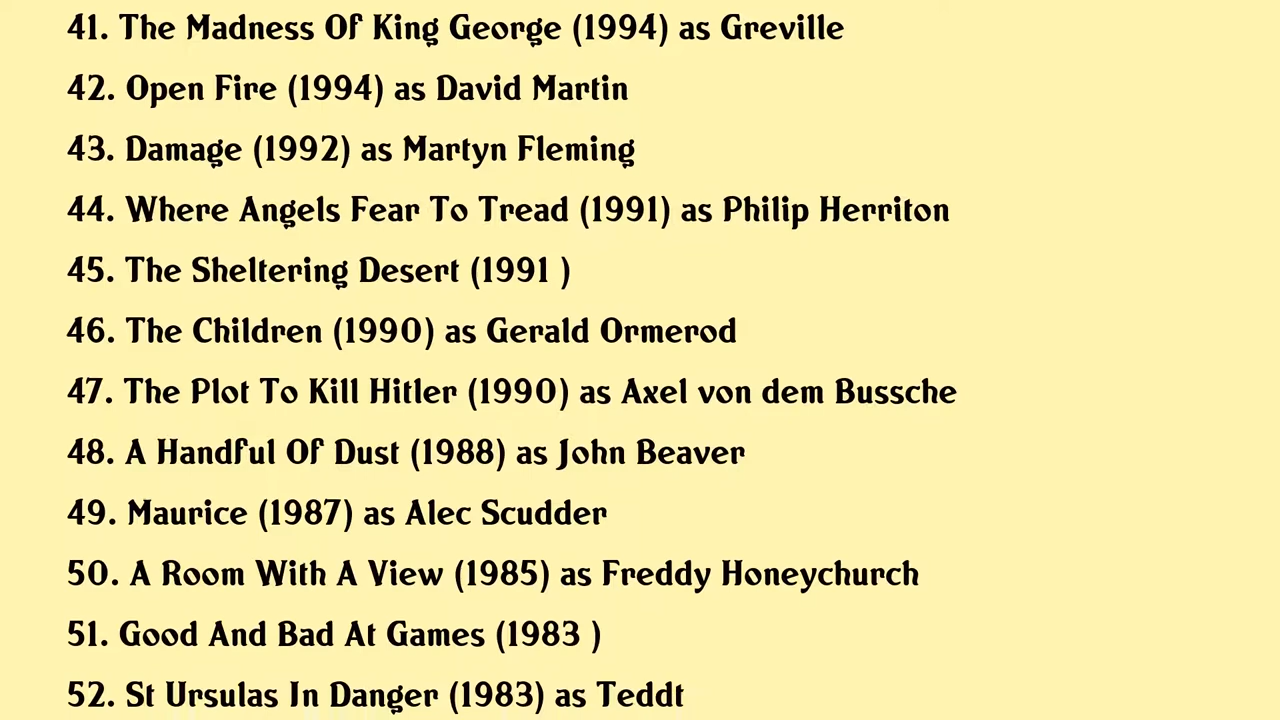 41. The Madness Of King George (1994) as Greville
42. Open Fire (1994) as David Martin
43. Damage (1992) as Martyn Fleming
44. Where Angels Fear To Tread (1991) as Philip Herriton
45. The Sheltering Desert (1991 )
46. The Children (1990) as Gerald Ormerod
47. The Plot To Kill Hitler (1990) as Axel von dem Bussche
48. A Handful Of Dust (1988) as John Beaver
49. Maurice (1987) as Alec Scudder
50. A Room With A View (1985) as Freddy Honeychurch
51. Good And Bad At Games (1983 )
52. St Ursulas In Danger (1983) as Teddt